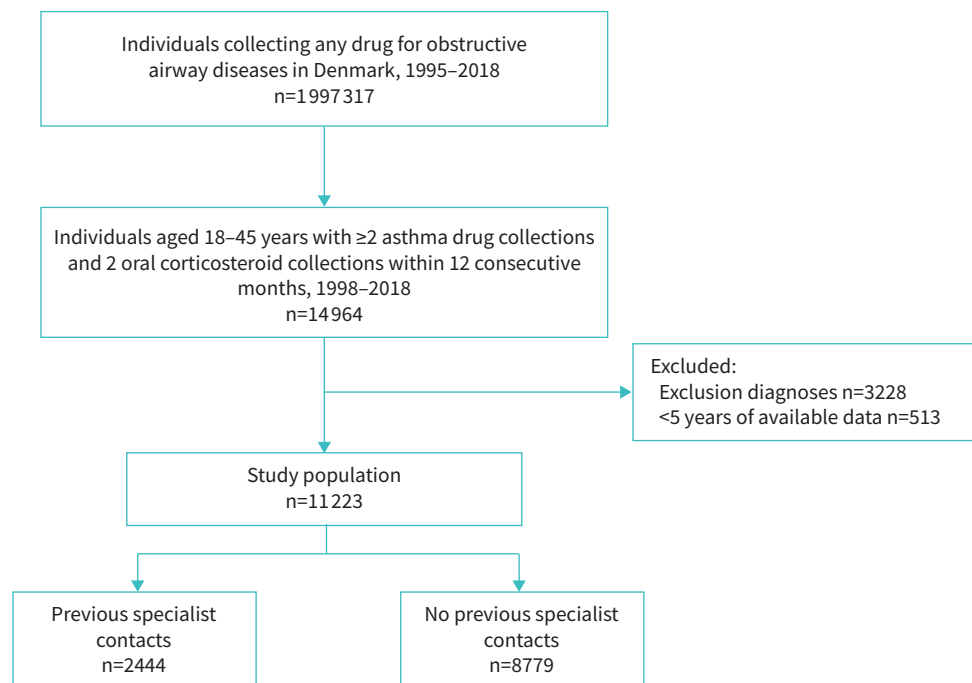 Individuals collecting any drug for obstructive
airway diseases in Denmark, 1995–2018
n=1997317
Individuals aged 18–45 years with ≥2 asthma drug collections
and 2 oral corticosteroid collections within 12 consecutive
months, 1998–2018
n=14964
Excluded:
Exclusion diagnoses n=3228
<5 years of available data n=513
Study population
n=11223
Previous specialist
contacts
n=2444
No previous specialist
contacts
n=8779